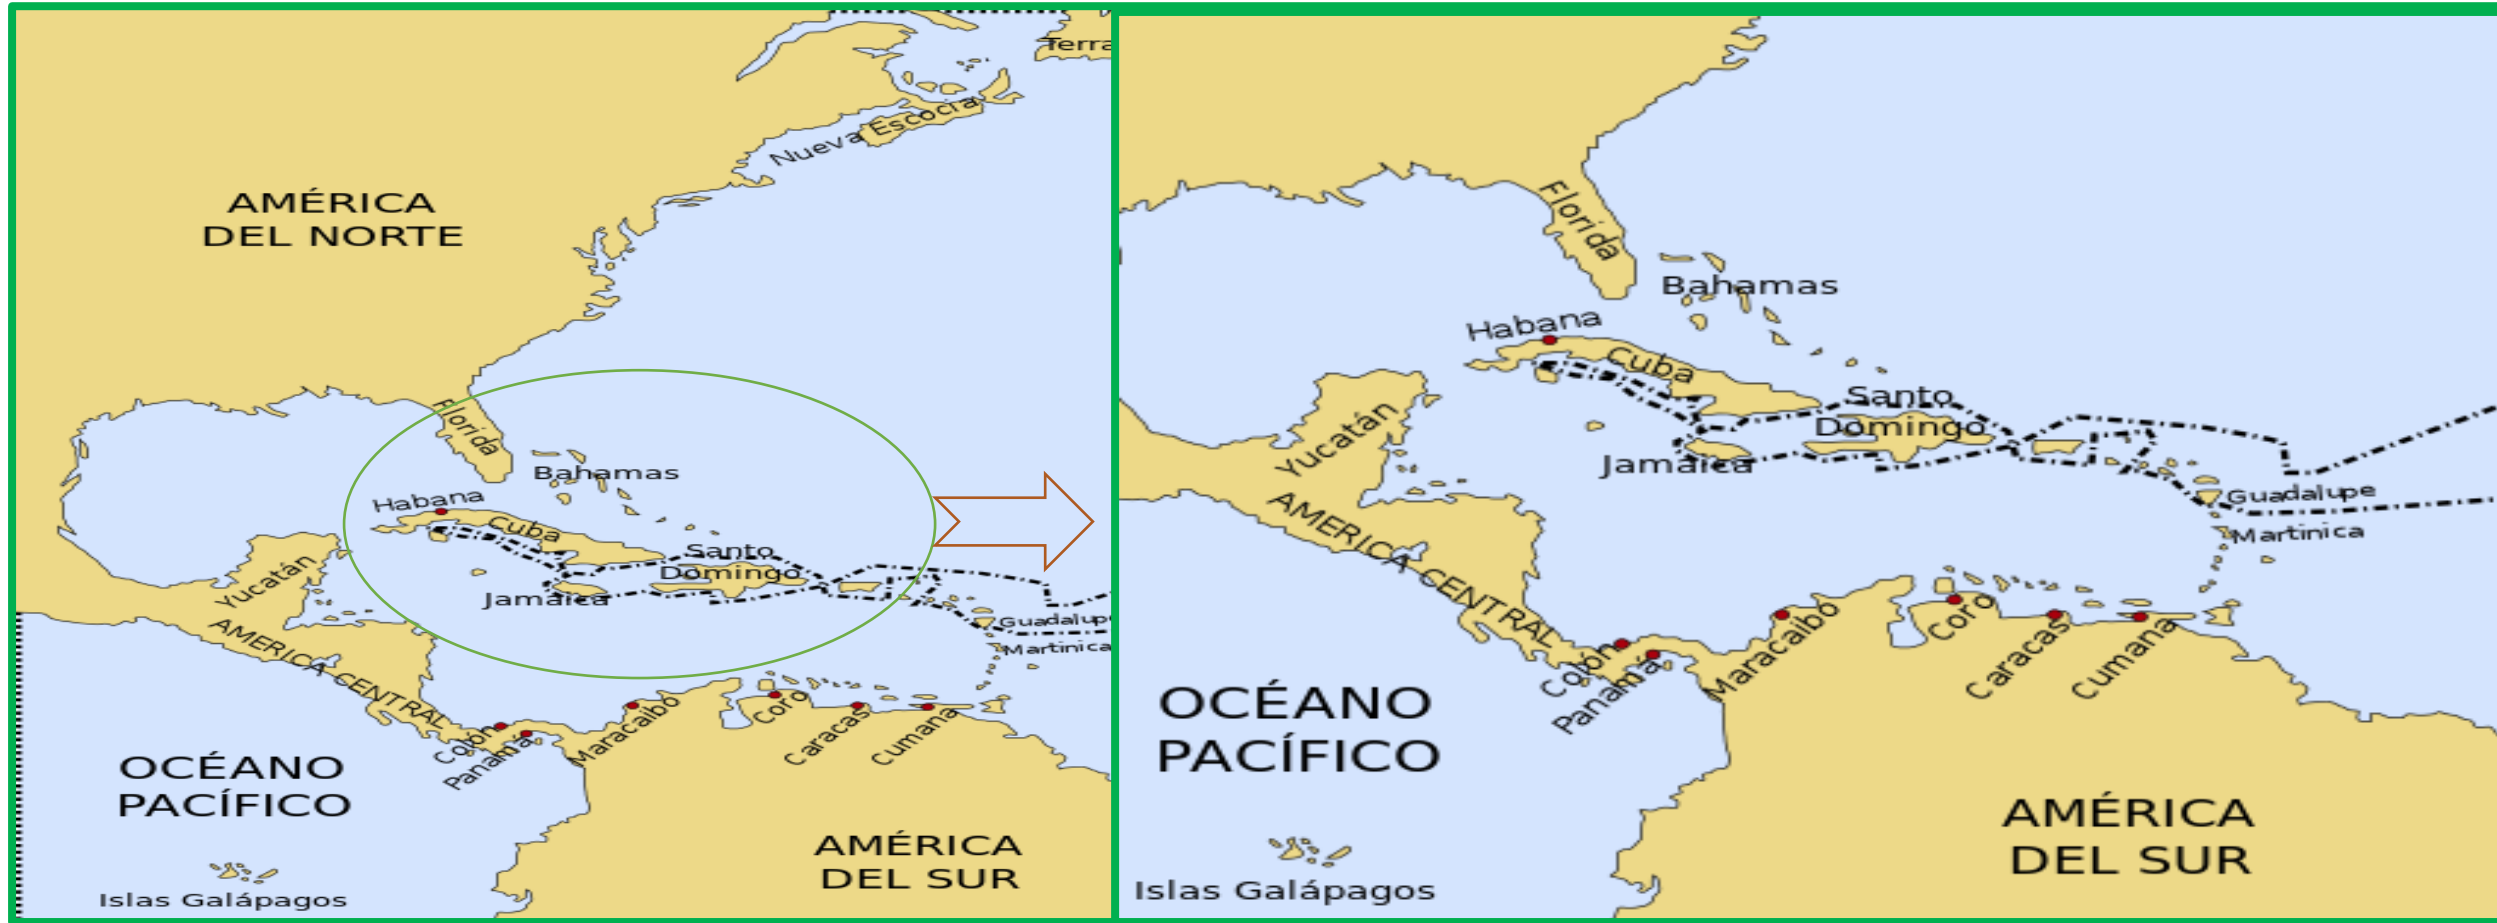 Terra
Nueva Escocia
AMÉRICA
DEL NORTE
Florida
Bahamas
Habana
Cuba
Santo
Domingo
Yucatán
Jamaica
Guadalupe
Martinica
AMERICA CENTRAL
Colón
Panamá
Maracaibo
Coro
Caracas
Cumana
OCÉANO
PACÍFICO
AMÉRICA
DEL SUR
Islas Galápagos
Florida
Bahamas
Habana
Cuba
Santo
Domingo
Yucatán
Jamaica
Guadalupe
Martinica
AMERICA CENTRAL
Colón
Panamá
Maracaibo
Coro
Caracas
Cumana
OCÉANO
PACÍFICO
AMÉRICA
DEL SUR
Islas Galápagos